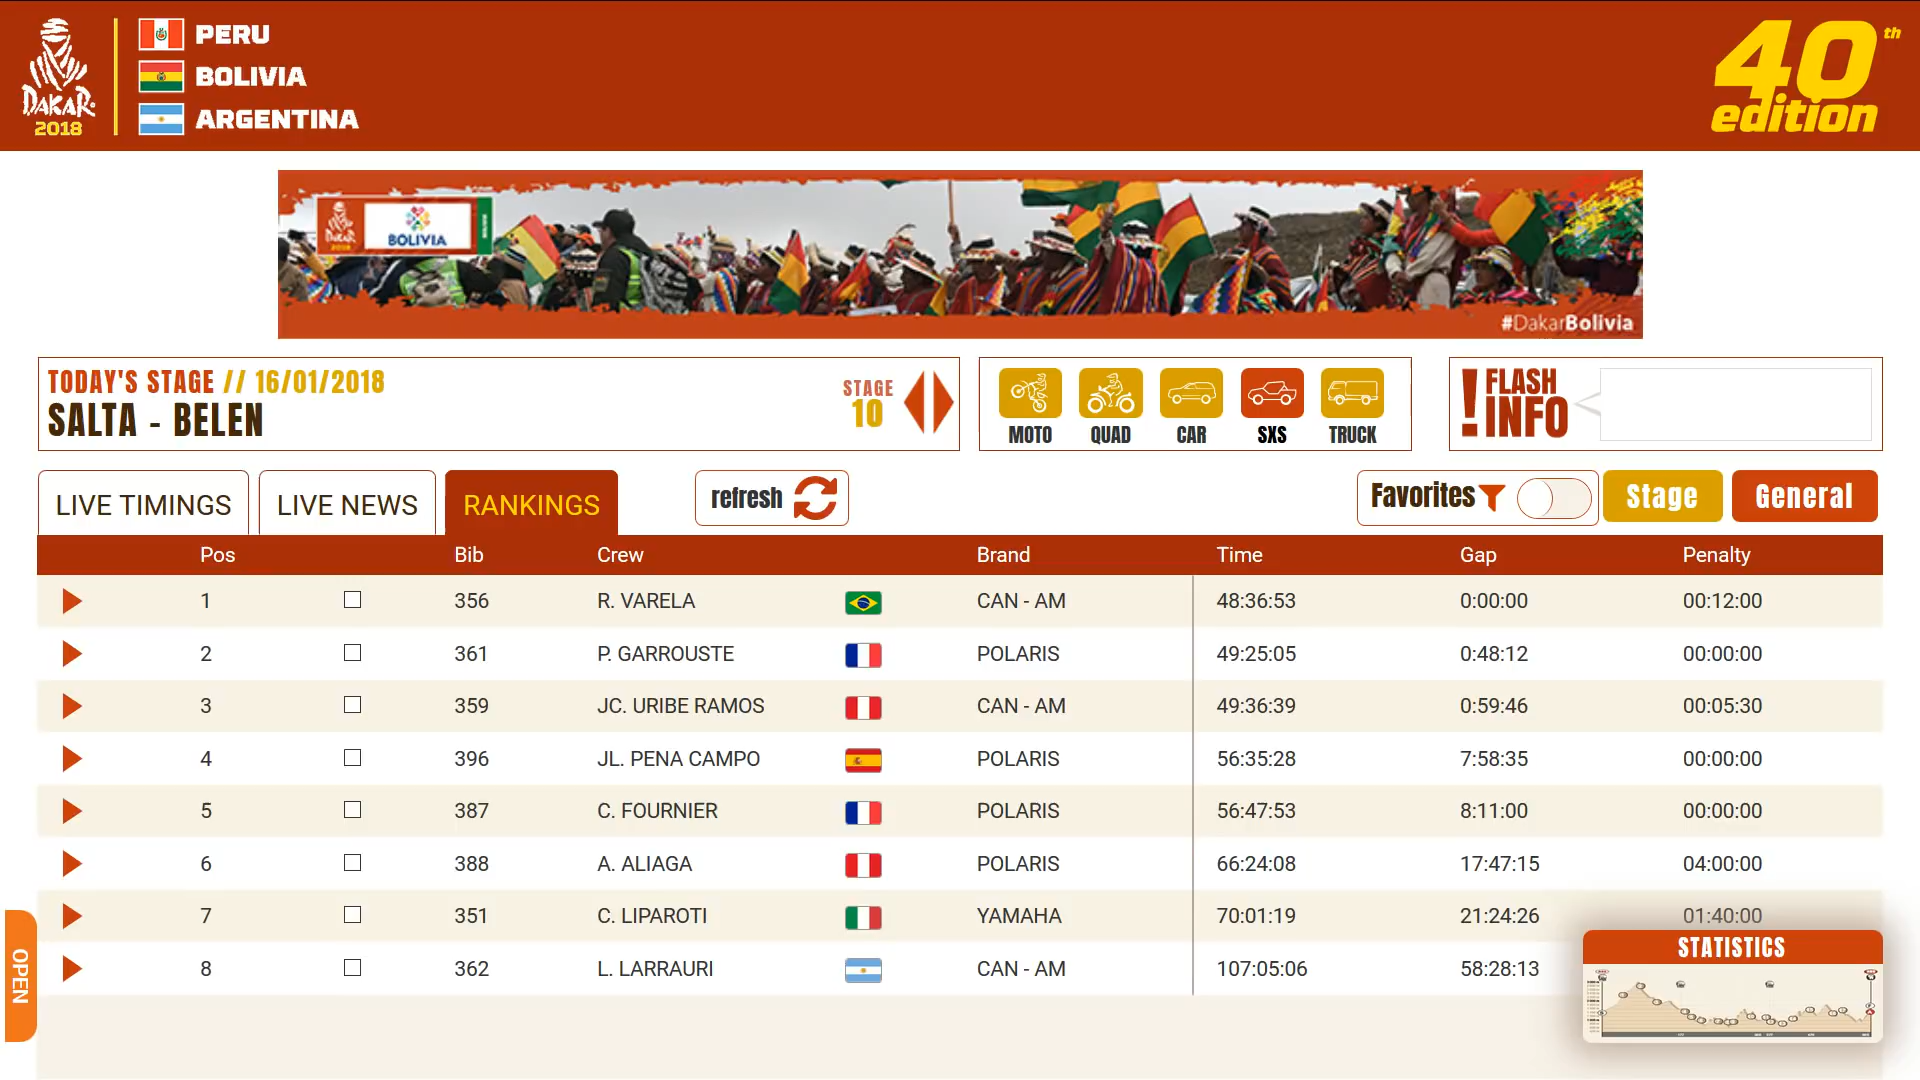 PERU
BOLIVIA
ARGENTINA
DAKAR
2018
40th
edition
BOLIVIA
#DakarBolivia
TODAY'S STAGE // 16/01/2018
SALTA - BELEN
STAGE
10
MOTO QUAD CAR SXS TRUCK
! FLASH
INFO
LIVE TIMINGS LIVE NEWS RANKINGS refresh Favorites Stage General
Pos Bib Crew Brand Time Gap Penalty
1 356 R. VARELA CAN - AM 48:36:53 0:00:00 00:12:00
2 361 P. GARROUSTE POLARIS 49:25:05 0:48:12 00:00:00
3 359 JC. URIBE RAMOS CAN - AM 49:36:39 0:59:46 00:05:30
4 396 JL. PENA CAMPO POLARIS 56:35:28 7:58:35 00:00:00
5 387 C. FOURNIER POLARIS 56:47:53 8:11:00 00:00:00
6 388 A. ALIAGA POLARIS 66:24:08 17:47:15 04:00:00
7 351 C. LIPAROTI YAMAHA 70:01:19 21:24:26 01:40:00
8 362 L. LARRAURI CAN - AM 107:05:06 58:28:13
OPEN
STATISTICS